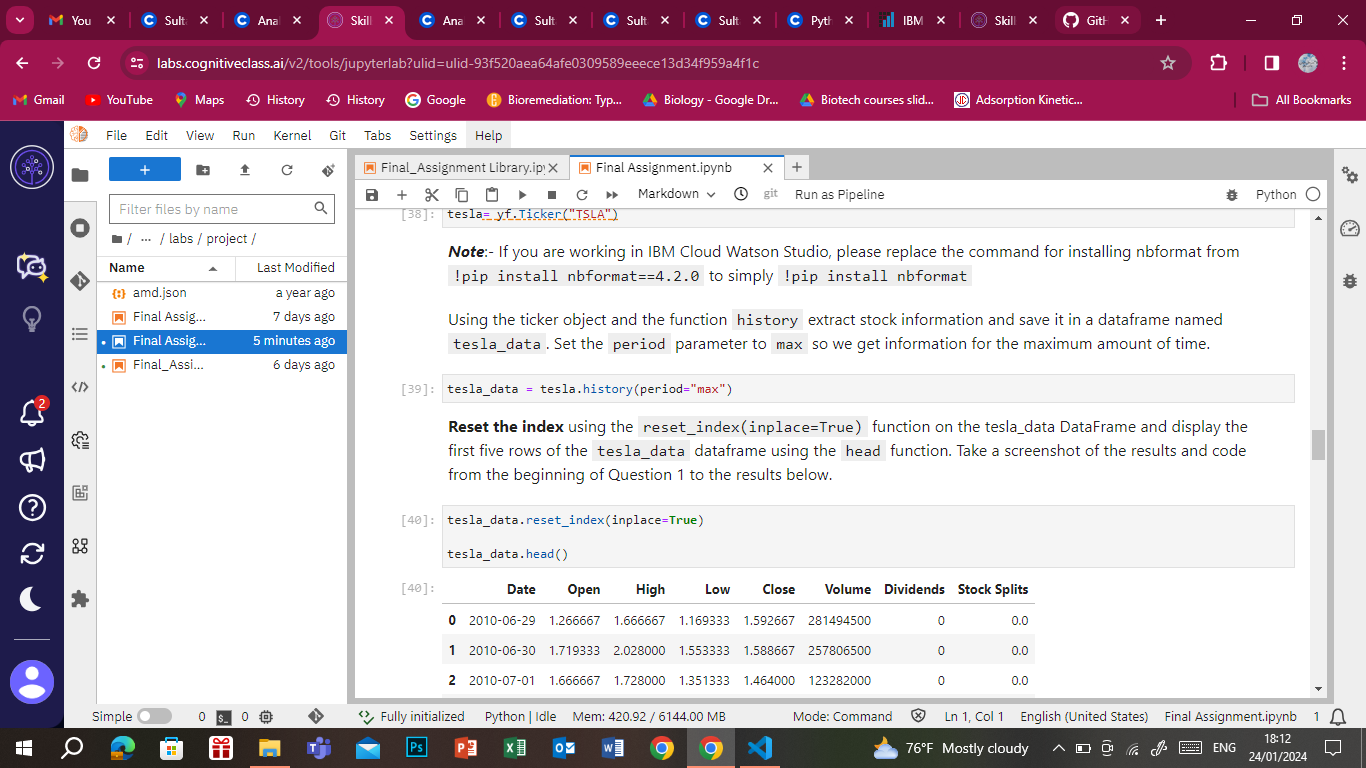 You
Sult
Anal
Skill
Ana
Sult
Sult
Sult
Pyth
IBM
Skill
GitH
labs.cognitiveclass.ai/v2/tools/jupyterlab?ulid=ulid-93f520aea64afe0309589eeece13d34f959a4f1c
Gmail YouTube Maps History History Google Bioremediation: Typ... Biology - Google Dr... Biotech courses slid... Adsorption Kinetic... All Bookmarks
File Edit View Run Kernel Git Tabs Settings Help
Filter files by name
/ ... / labs / project /
Name Last Modified
amd.json a year ago
Final Assig... 7 days ago
Final Assig... 5 minutes ago
Final_Assi... 6 days ago
2
Final_Assignment Library.ipy Final Assignment.ipynb
Markdown git Run as Pipeline Python
[38]: tesla= yf.Ticker("TSLA")
Note:- If you are working in IBM Cloud Watson Studio, please replace the command for installing nbformat from
!pip install nbformat==4.2.0 to simply !pip install nbformat
Using the ticker object and the function history extract stock information and save it in a dataframe named
tesla_data . Set the period parameter to max so we get information for the maximum amount of time.
[39]: tesla_data = tesla.history(period="max")
Reset the index using the reset_index(inplace=True) function on the tesla_data DataFrame and display the
first five rows of the tesla_data dataframe using the head function. Take a screenshot of the results and code
from the beginning of Question 1 to the results below.
[40]: tesla_data.reset_index(inplace=True)
tesla_data.head()
[40]: Date Open High Low Close Volume Dividends Stock Splits
0 2010-06-29 1.266667 1.666667 1.169333 1.592667 281494500 0 0.0
1 2010-06-30 1.719333 2.028000 1.553333 1.588667 257806500 0 0.0
2 2010-07-01 1.666667 1.728000 1.351333 1.464000 123282000 0 0.0
Simple 0 0 Fully initialized Python | Idle Mem: 420.92 / 6144.00 MB Mode: Command Ln 1, Col 1 English (United States) Final Assignment.ipynb 1
76°F Mostly cloudy ENG 18:12
24/01/2024